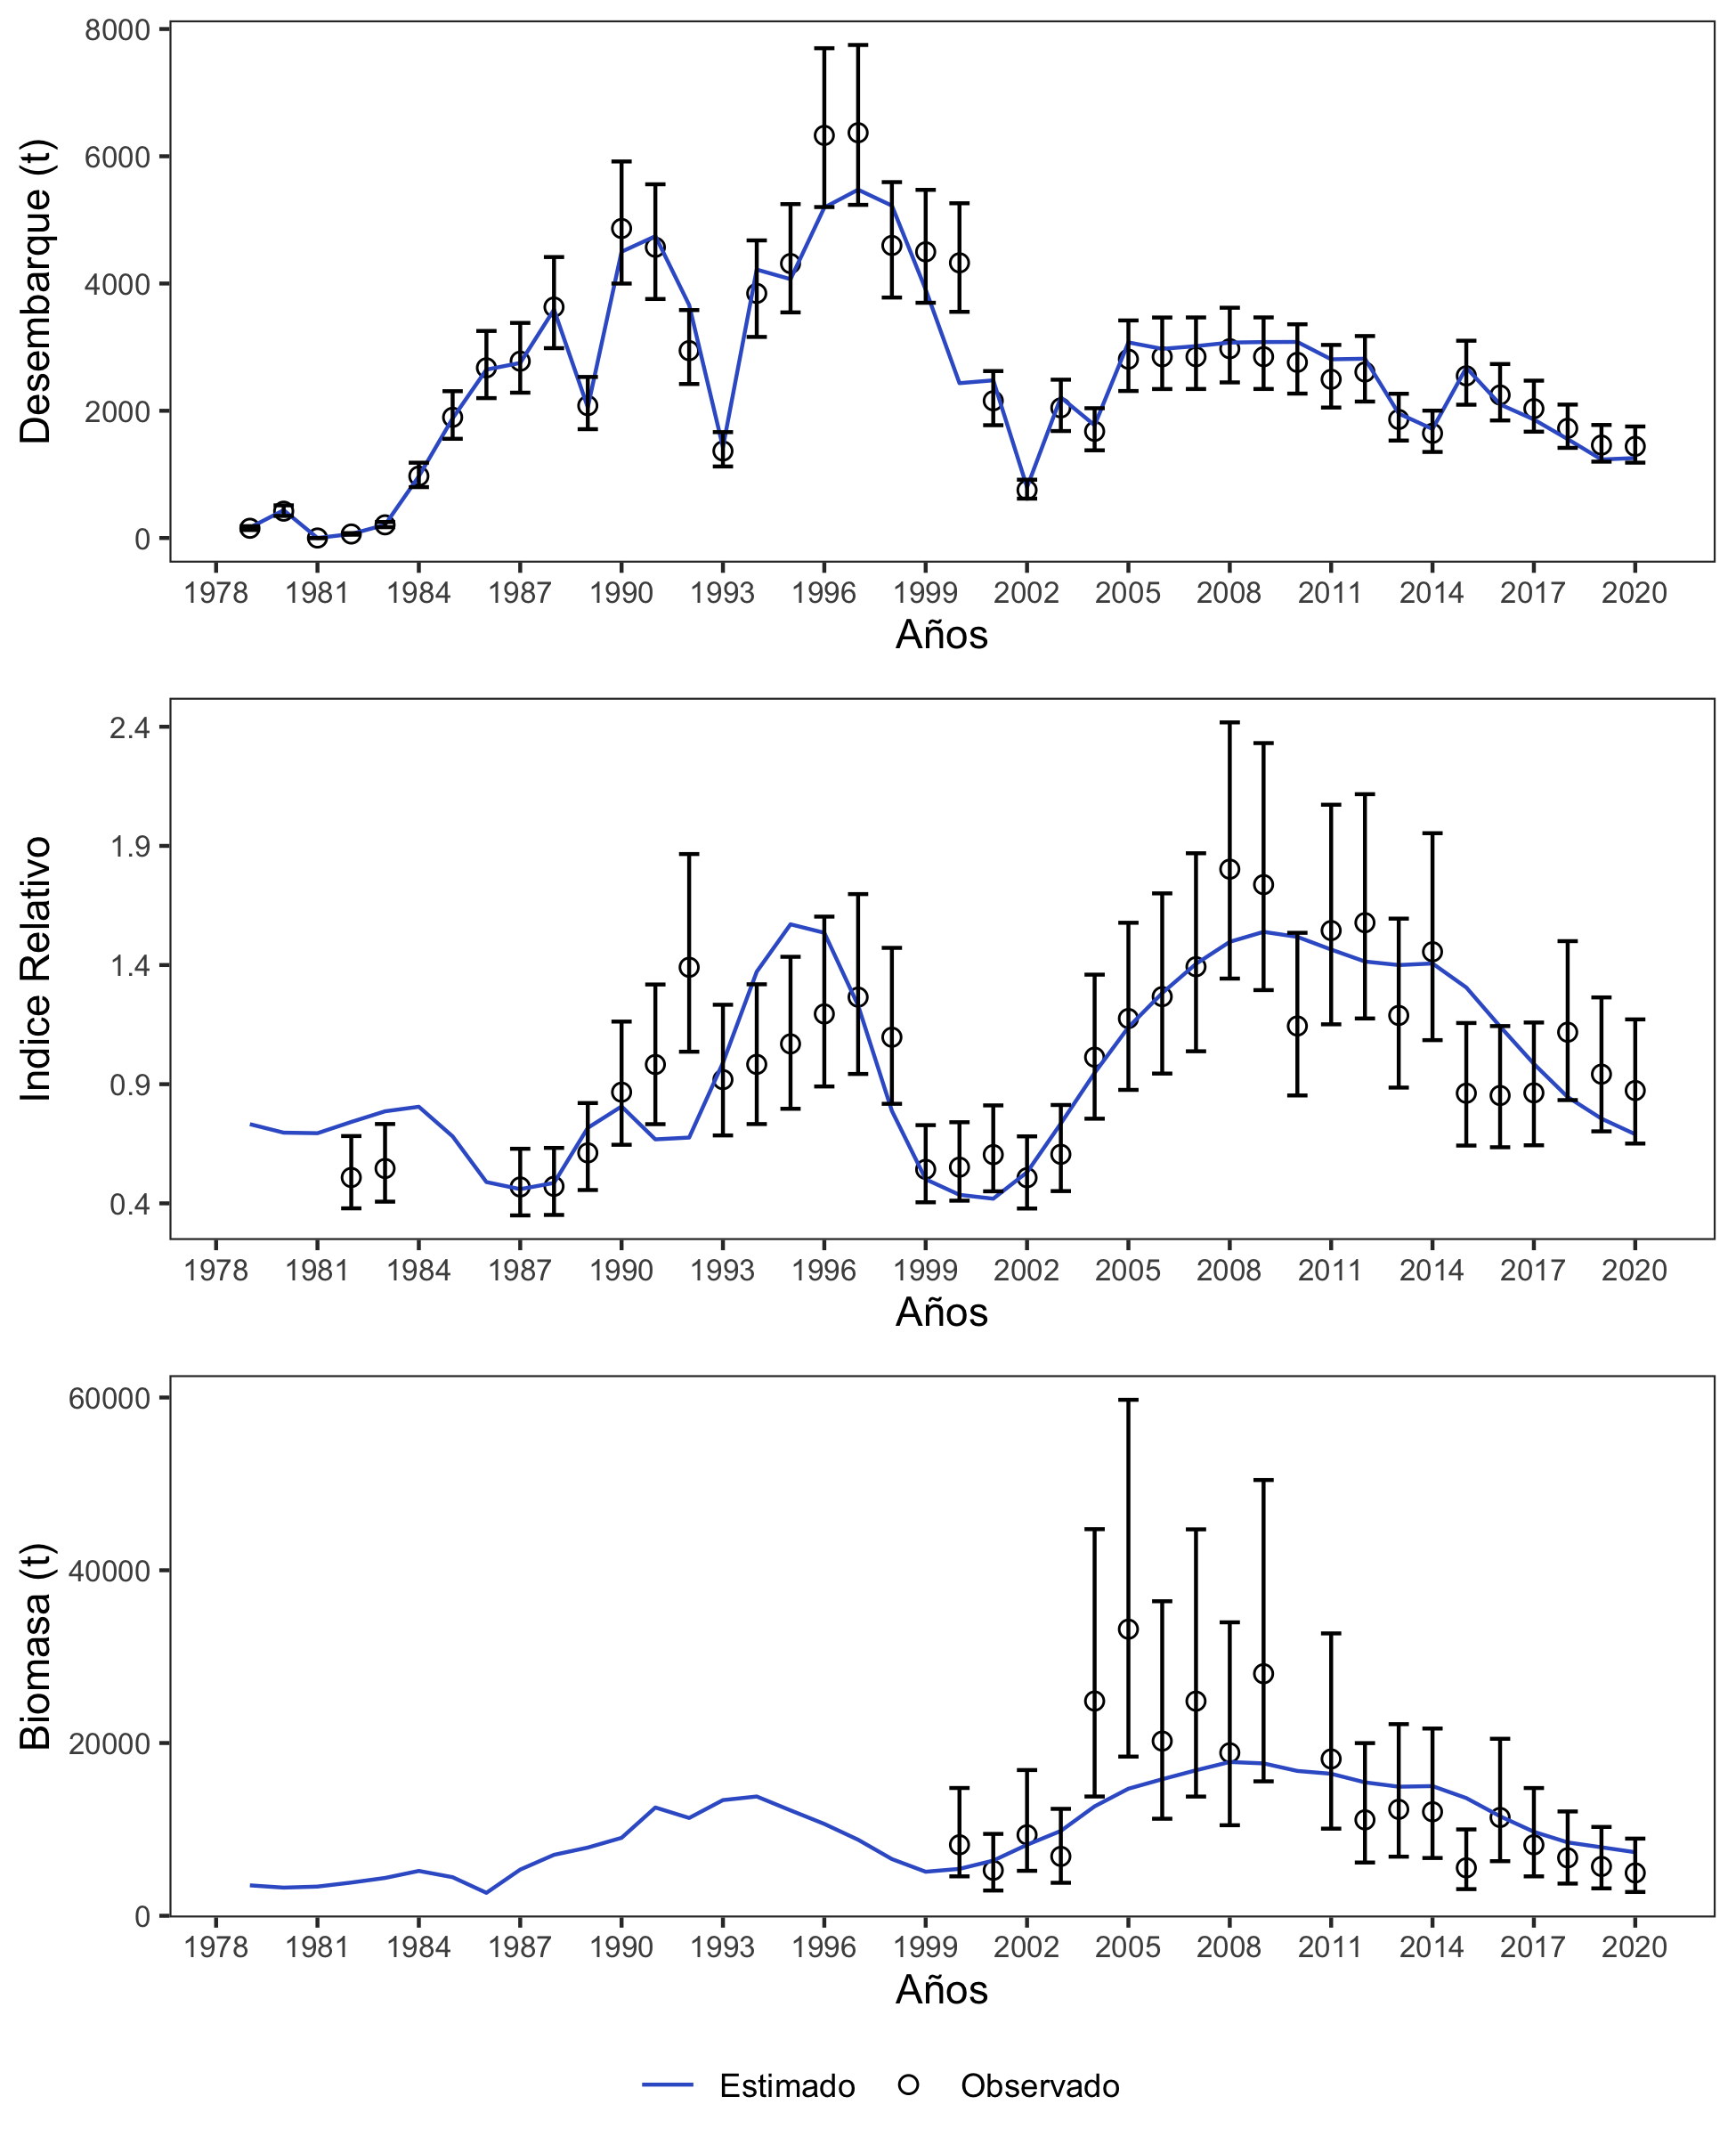 Desembarque (t)
8000
6000
4000
2000
0
1978 1981 1984 1987 1990 1993 1996 1999 2002 2005 2008 2011 2014 2017 2020
Años
Indice Relativo
2.4
1.9
1.4
0.9
0.4
1978 1981 1984 1987 1990 1993 1996 1999 2002 2005 2008 2011 2014 2017 2020
Años
Biomasa (t)
60000
40000
20000
0
1978 1981 1984 1987 1990 1993 1996 1999 2002 2005 2008 2011 2014 2017 2020
Años
Estimado Observado